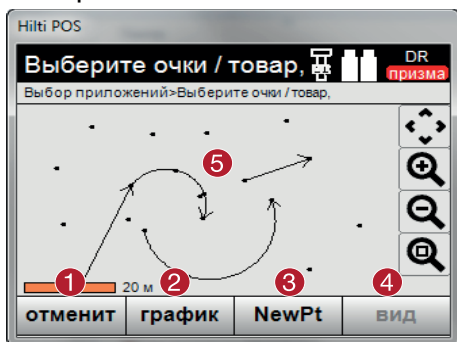 Hilti POS
Выберите очки / товар,
DR
призма
Выбор приложений>Выберите очки / товар,
5
1
20 м
2
3
4
отменит
график
NewPt
вид